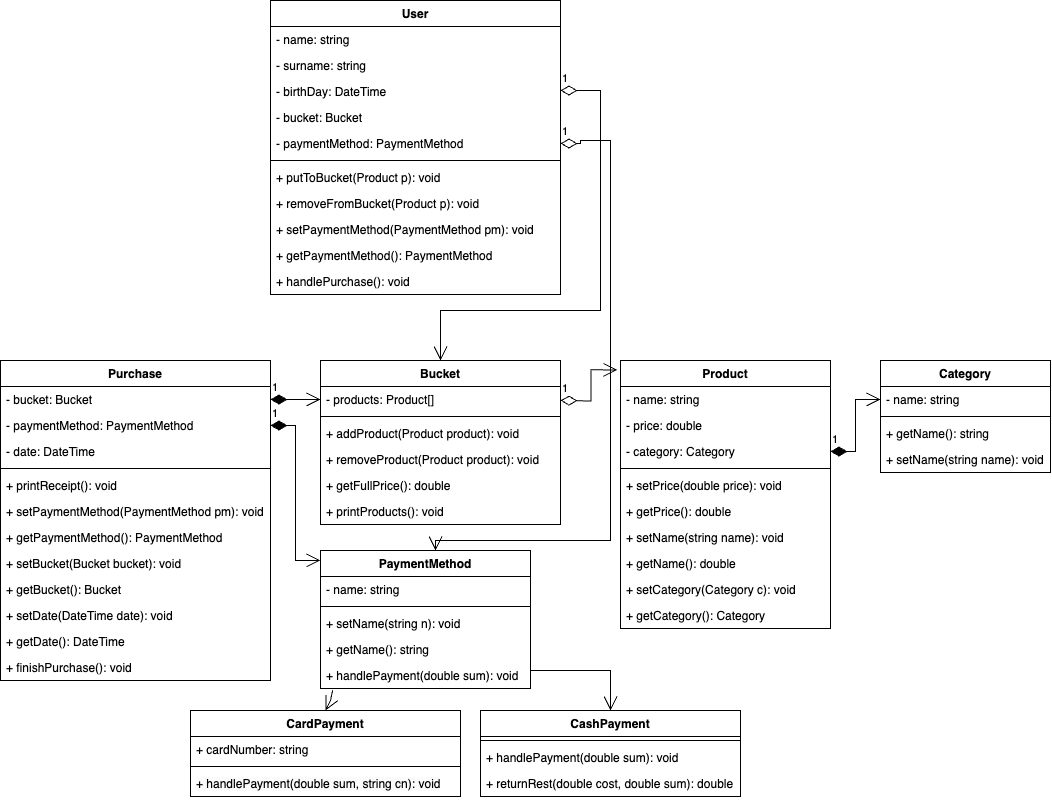 User
- name: string
- surname: string
- birthDay: DateTime
- bucket: Bucket
- paymentMethod: PaymentMethod
+ putToBucket(Product p): void
+ removeFromBucket(Product p): void
+ setPaymentMethod(PaymentMethod pm): void
+ getPaymentMethod(): PaymentMethod
+ handlePurchase(): void
1
1
Purchase
- bucket: Bucket
- paymentMethod: PaymentMethod
- date: DateTime
+ printReceipt(): void
+ setPaymentMethod(PaymentMethod pm): void
+ getPaymentMethod(): PaymentMethod
+ setBucket(Bucket bucket): void
+ getBucket(): Bucket
+ setDate(DateTime date): void
+ getDate(): DateTime
+ finishPurchase(): void
1
1
Bucket
- products: Product[]
+ addProduct(Product product): void
+ removeProduct(Product product): void
+ getFullPrice(): double
+ printProducts(): void
1
Product
- name: string
- price: double
- category: Category
+ setPrice(double price): void
+ getPrice(): double
+ setName(string name): void
+ getName(): double
+ setCategory(Category c): void
+ getCategory(): Category
1
Category
- name: string
+ getName(): string
+ setName(string name): void
PaymentMethod
- name: string
+ setName(string n): void
+ getName(): string
+ handlePayment(double sum): void
CardPayment
+ cardNumber: string
+ handlePayment(double sum, string cn): void
CashPayment
+ handlePayment(double sum): void
+ returnRest(double cost, double sum): double